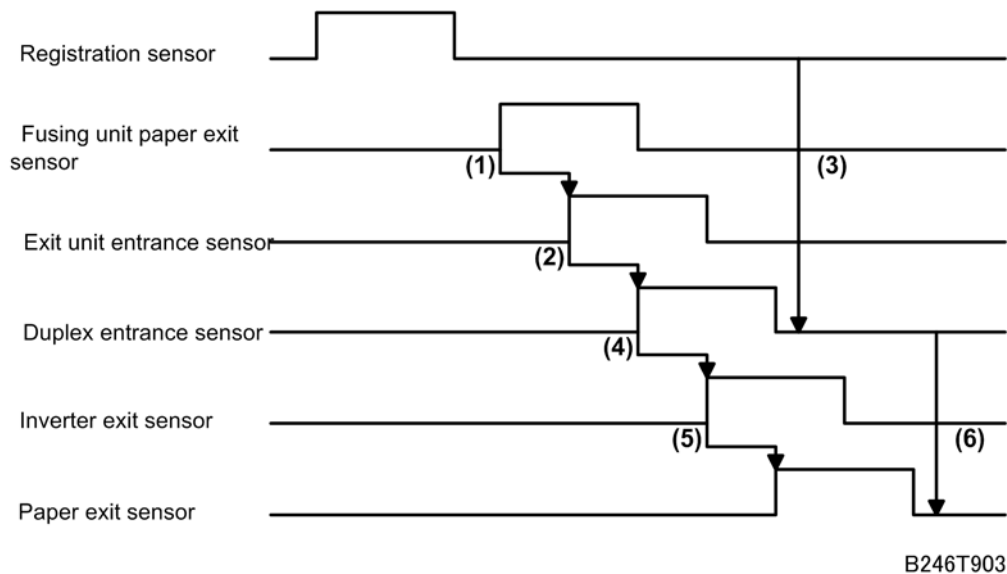 Registration sensor
Fusing unit paper exit
sensor
(1)
(3)
Exit unit entrance sensor
(2)
Duplex entrance sensor
(4)
Inverter exit sensor
(5)
(6)
Paper exit sensor
B246T903